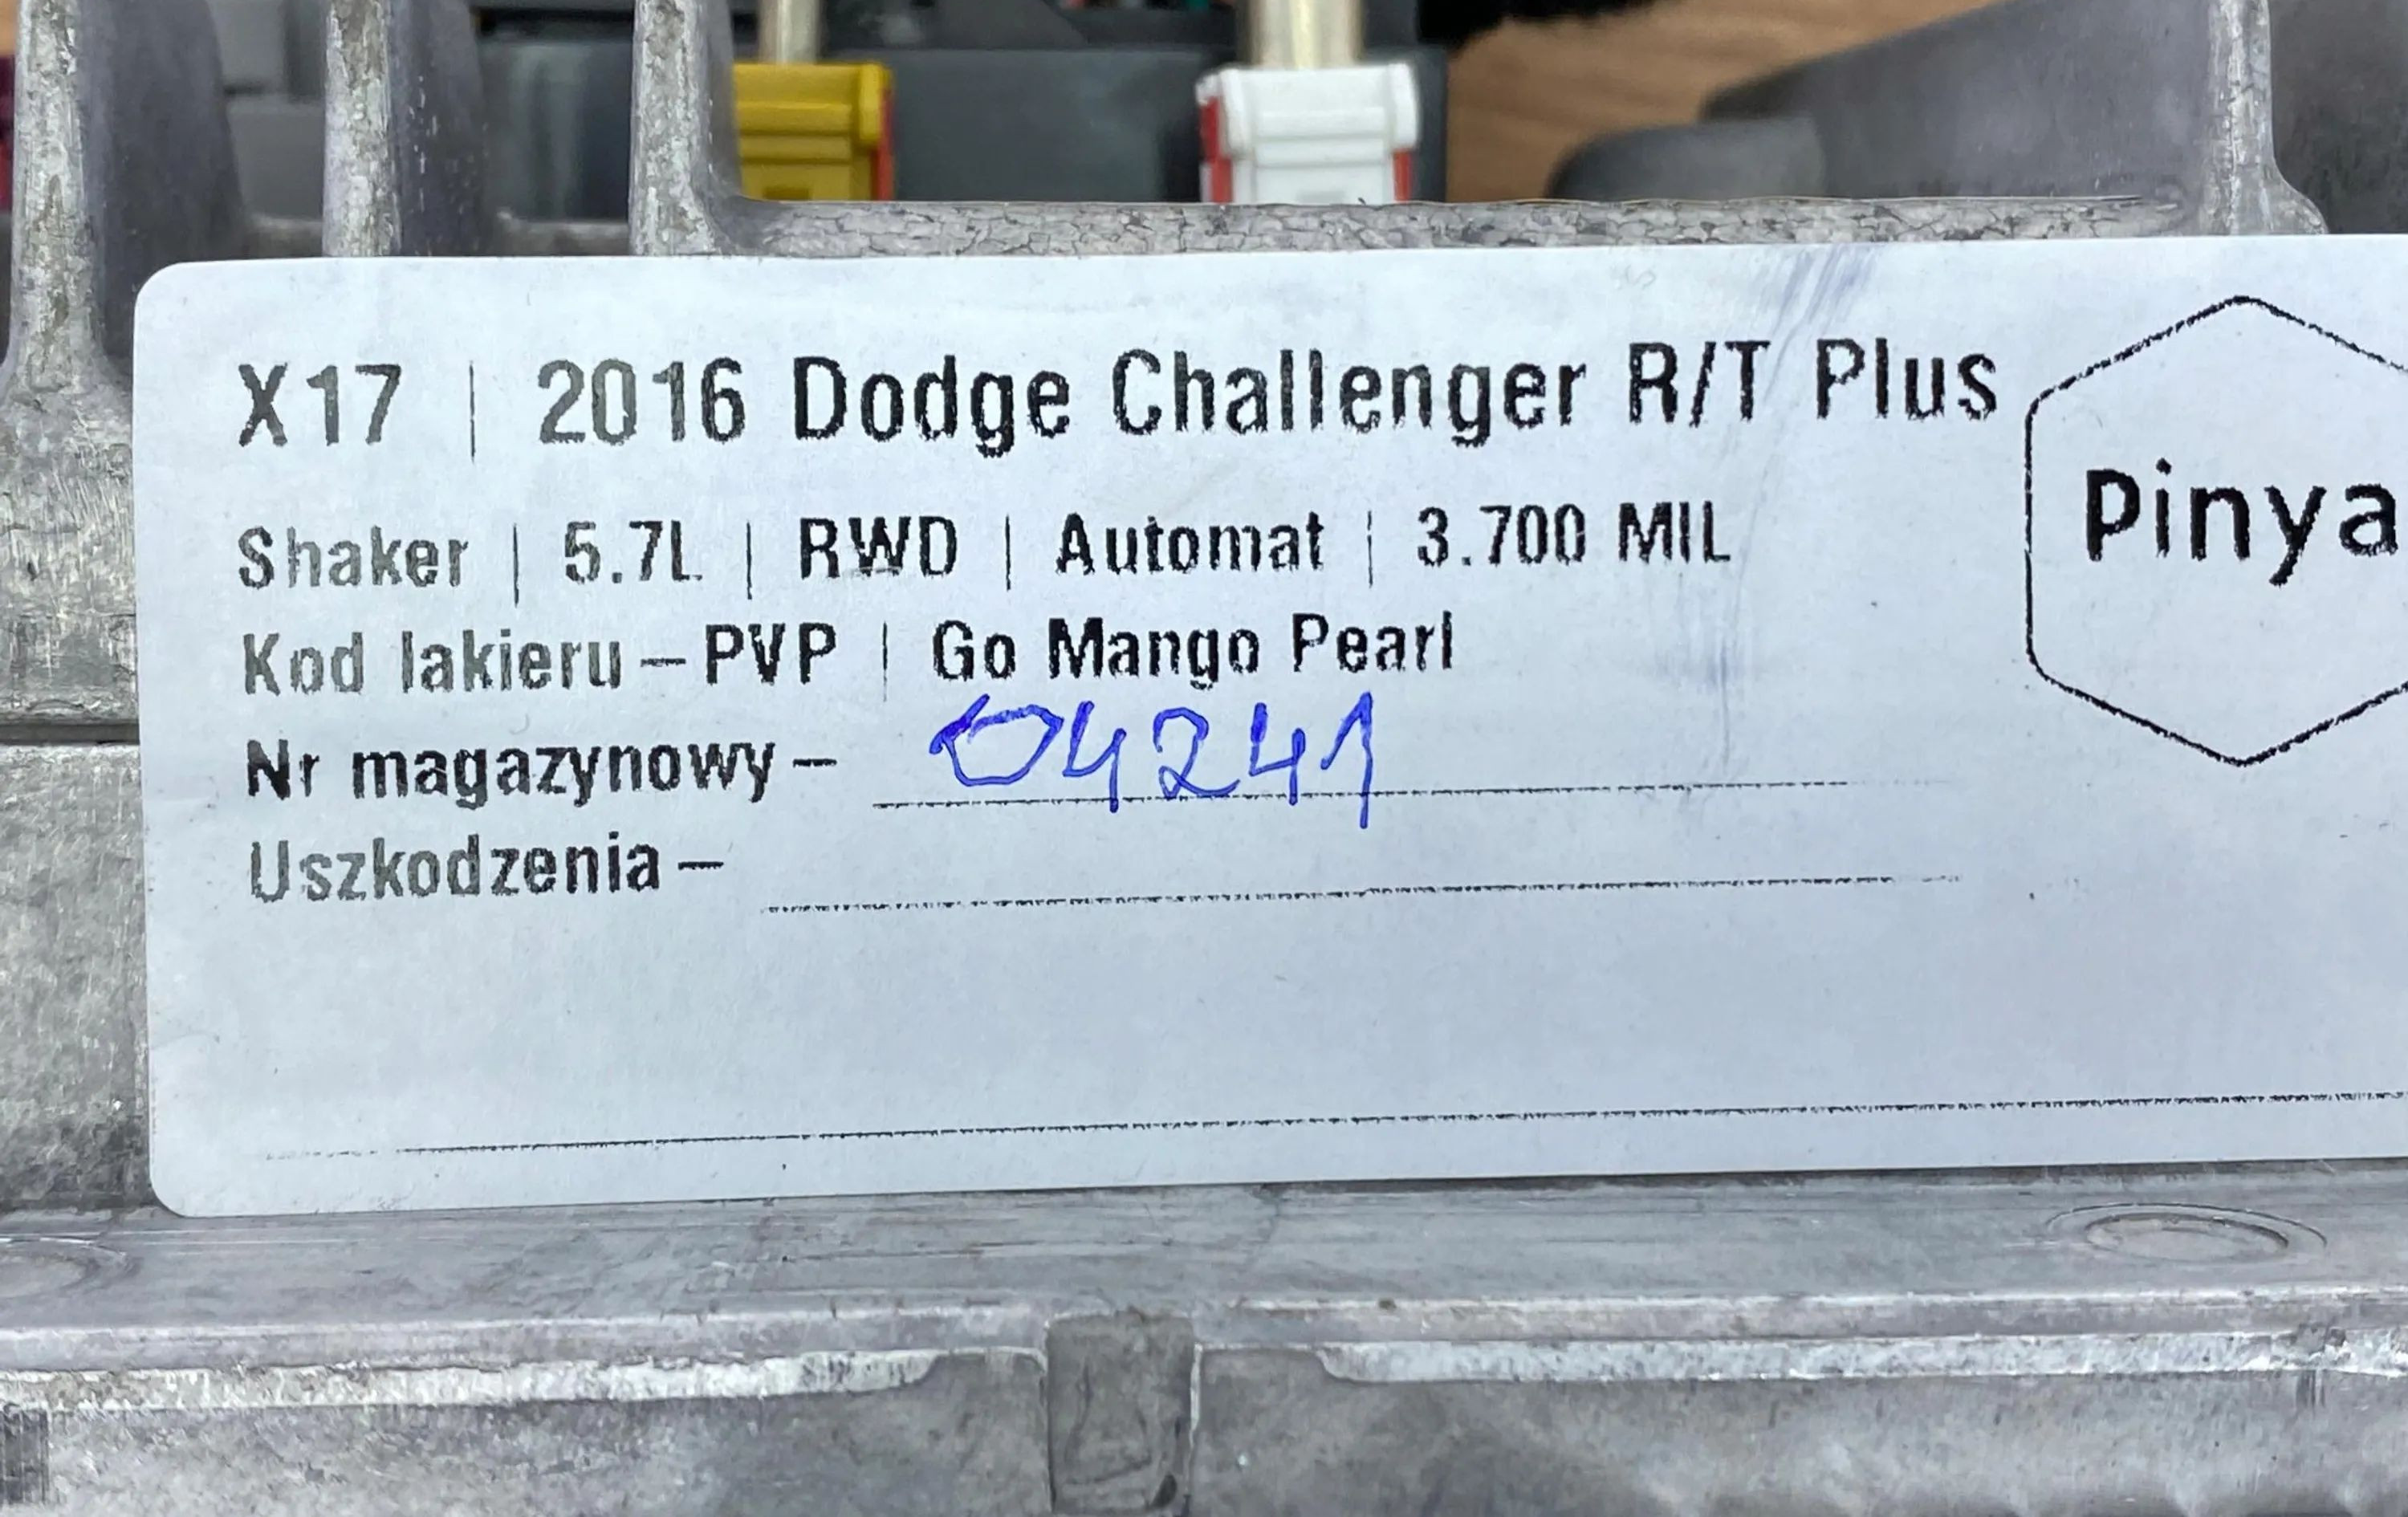 X17 | 2016 Dodge Challenger R/T Plus
Shaker | 5.7L | RWD | Automat | 3.700 MIL
Kod lakieru – PVP | Go Mango Pearl
Nr magazynowy – 04241
Uszkodzenia –
Pinya